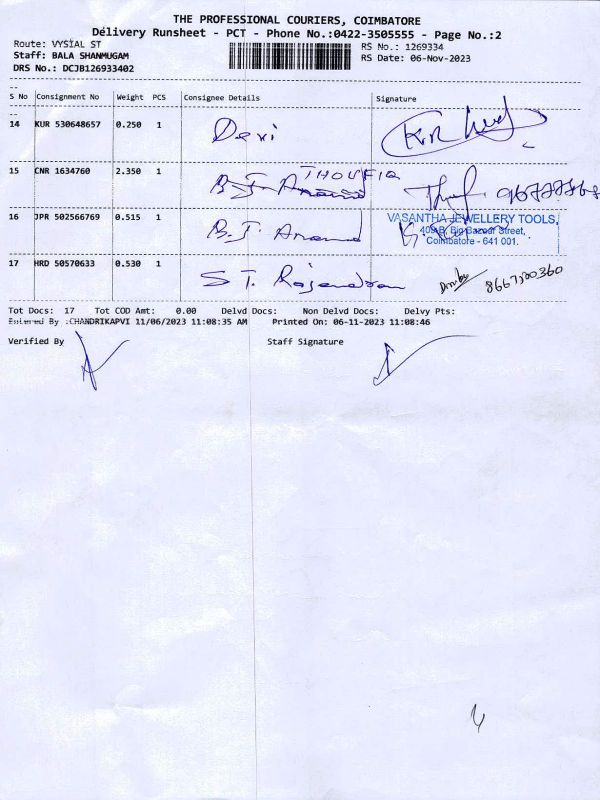 THE PROFESSIONAL COURIERS, COIMBATORE
Delivery Runsheet - PCT - Phone No.:0422-3505555 - Page No.:2
Route: VYSIAL ST
RS No.: 1269334
Staff: BALA SHANMUGAM
RS Date: 06-Nov-2023
DRS No.: DCJB126933402
S No Consignment No Weight PCS Consignee Details Signature
14 KUR 530648657 0.250 1 Devi
15 CNR 1634760 2.350 1 B.J. Anand THOUFIQ
16 JPR 502566769 0.515 1 B.J. Anand
VASANTHA JEWELLERY TOOLS,
Big Bazaar Street,
Coimbatore - 641 001.
17 HRD 50570633 0.530 1 S T. Rajendran 8667200360
Tot Docs: 17 Tot COD Amt: 0.00 Delvd Docs: Non Delvd Docs: Delvy Pts:
Entered By :CHANDRIKAPVI 11/06/2023 11:08:35 AM Printed On: 06-11-2023 11:08:46
Verified By Staff Signature